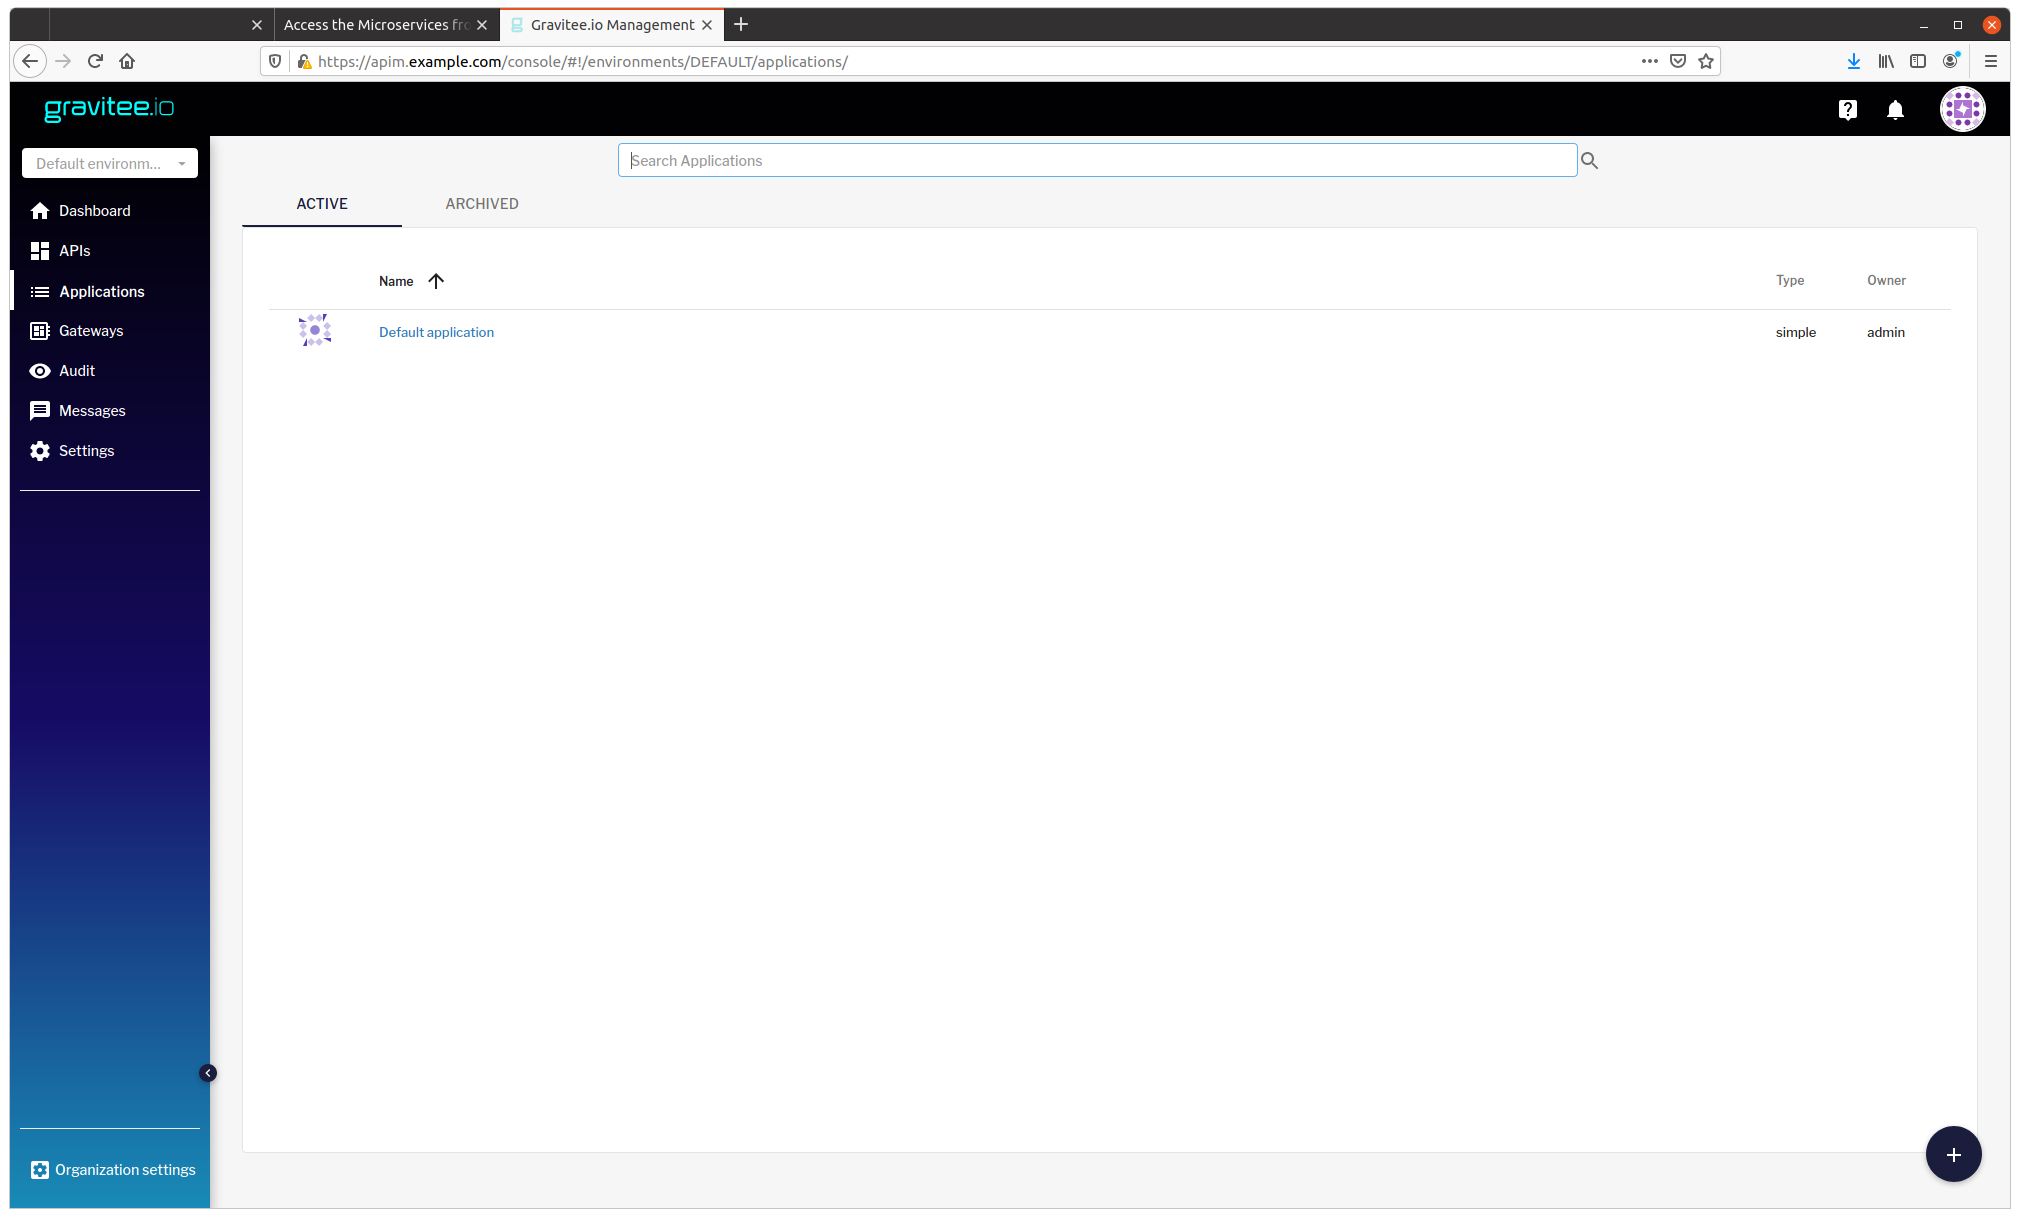 Access the Microservices fro
Gravitee.io Management
https://apim.example.com/console/#!/environments/DEFAULT/applications/
gravitee.io
Default environm...
Search Applications
Dashboard
APIs
Applications
Gateways
Audit
Messages
Settings
Organization settings
ACTIVE ARCHIVED
Name Type Owner
Default application simple admin